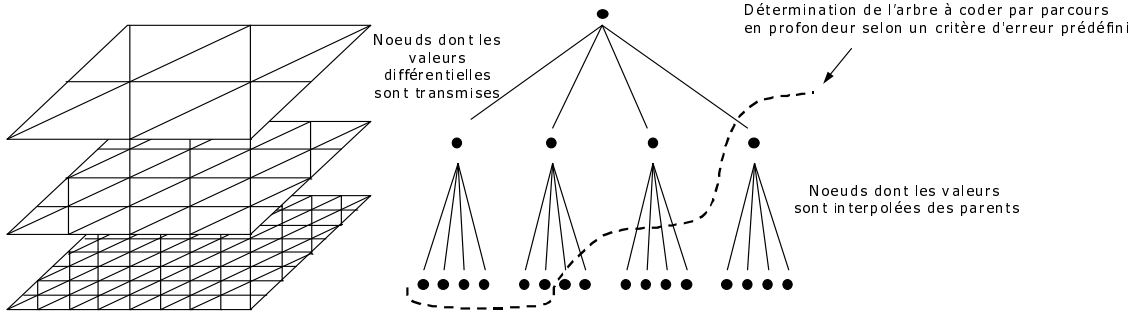 Détermination de l'arbre à coder par parcours
en profondeur selon un critère d'erreur prédéfini
Noeuds dont les
valeurs
différentielles
sont transmises
Noeuds dont les valeurs
sont interpolées des parents